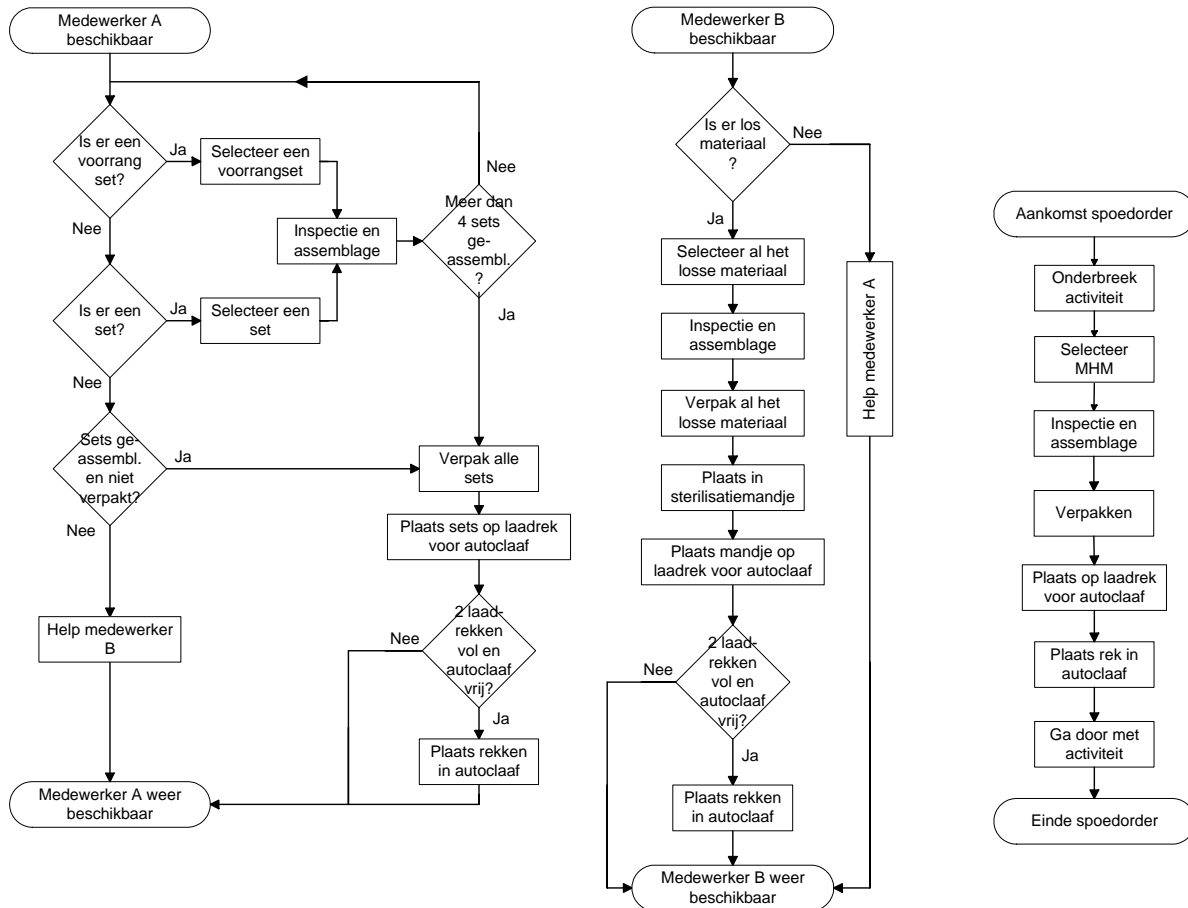 Medewerker A
beschikbaar
Is er een
voorrang
set?
Ja
Selecteer een
voorrangset
Nee
Inspectie en
assemblage
Meer dan
4 sets
ge-
assembl.
?
Nee
Ja
Is er een
set?
Ja
Selecteer een
set
Nee
Sets ge-
assembl.
en niet
verpakt?
Ja
Nee
Verpak alle
sets
Plaats sets op laadrek
voor autoclaaf
2 laad-
rekken
vol en
autoclaaf
vrij?
Nee
Ja
Plaats rekken
in autoclaaf
Help medewerker
B
Medewerker A weer
beschikbaar
Medewerker B
beschikbaar
Is er los
materiaal
?
Nee
Ja
Selecteer al het
losse materiaal
Inspectie en
assemblage
Verpak al het
losse materiaal
Plaats in
sterilisatiemandje
Plaats mandje op
laadrek voor autoclaaf
2 laad-
rekken
vol en
autoclaaf
vrij?
Nee
Ja
Plaats rekken
in autoclaaf
Help medewerker A
Medewerker B weer
beschikbaar
Aankomst spoedorder
Onderbreek
activiteit
Selecteer
MHM
Inspectie en
assemblage
Verpakken
Plaats op laadrek
voor autoclaaf
Plaats rek in
autoclaaf
Ga door met
activiteit
Einde spoedorder